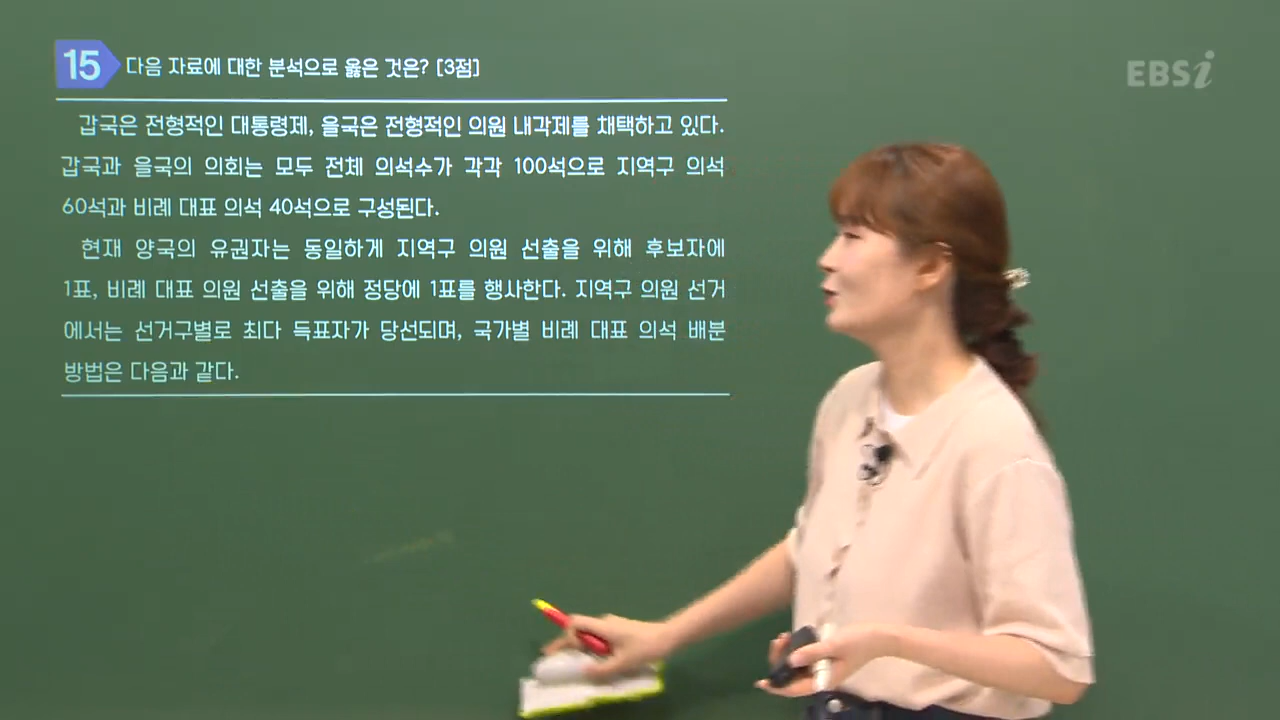 15 다음 자료에 대한 분석으로 옳은 것은? [3점]
EBSi
갑국은 전형적인 대통령제, 을국은 전형적인 의원 내각제를 채택하고 있다.
갑국과 을국의 의회는 모두 전체 의석수가 각각 100석으로 지역구 의석
60석과 비례 대표 의석 40석으로 구성된다.
현재 양국의 유권자는 동일하게 지역구 의원 선출을 위해 후보자에
1표, 비례 대표 의원 선출을 위해 정당에 1표를 행사한다. 지역구 의원 선거
에서는 선거구별로 최다 득표자가 당선되며, 국가별 비례 대표 의석 배분
방법은 다음과 같다.